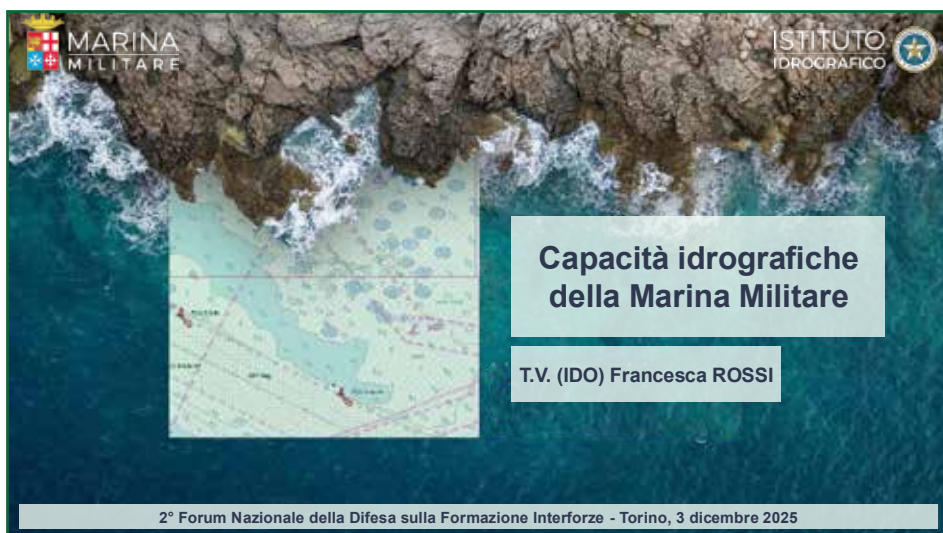 MARINA
MILITARE
ISTITUTO
IDROGRAFICO
Capacità idrografiche
della Marina Militare
T.V. (IDO) Francesca ROSSI
2° Forum Nazionale della Difesa sulla Formazione Interforze - Torino, 3 dicembre 2025